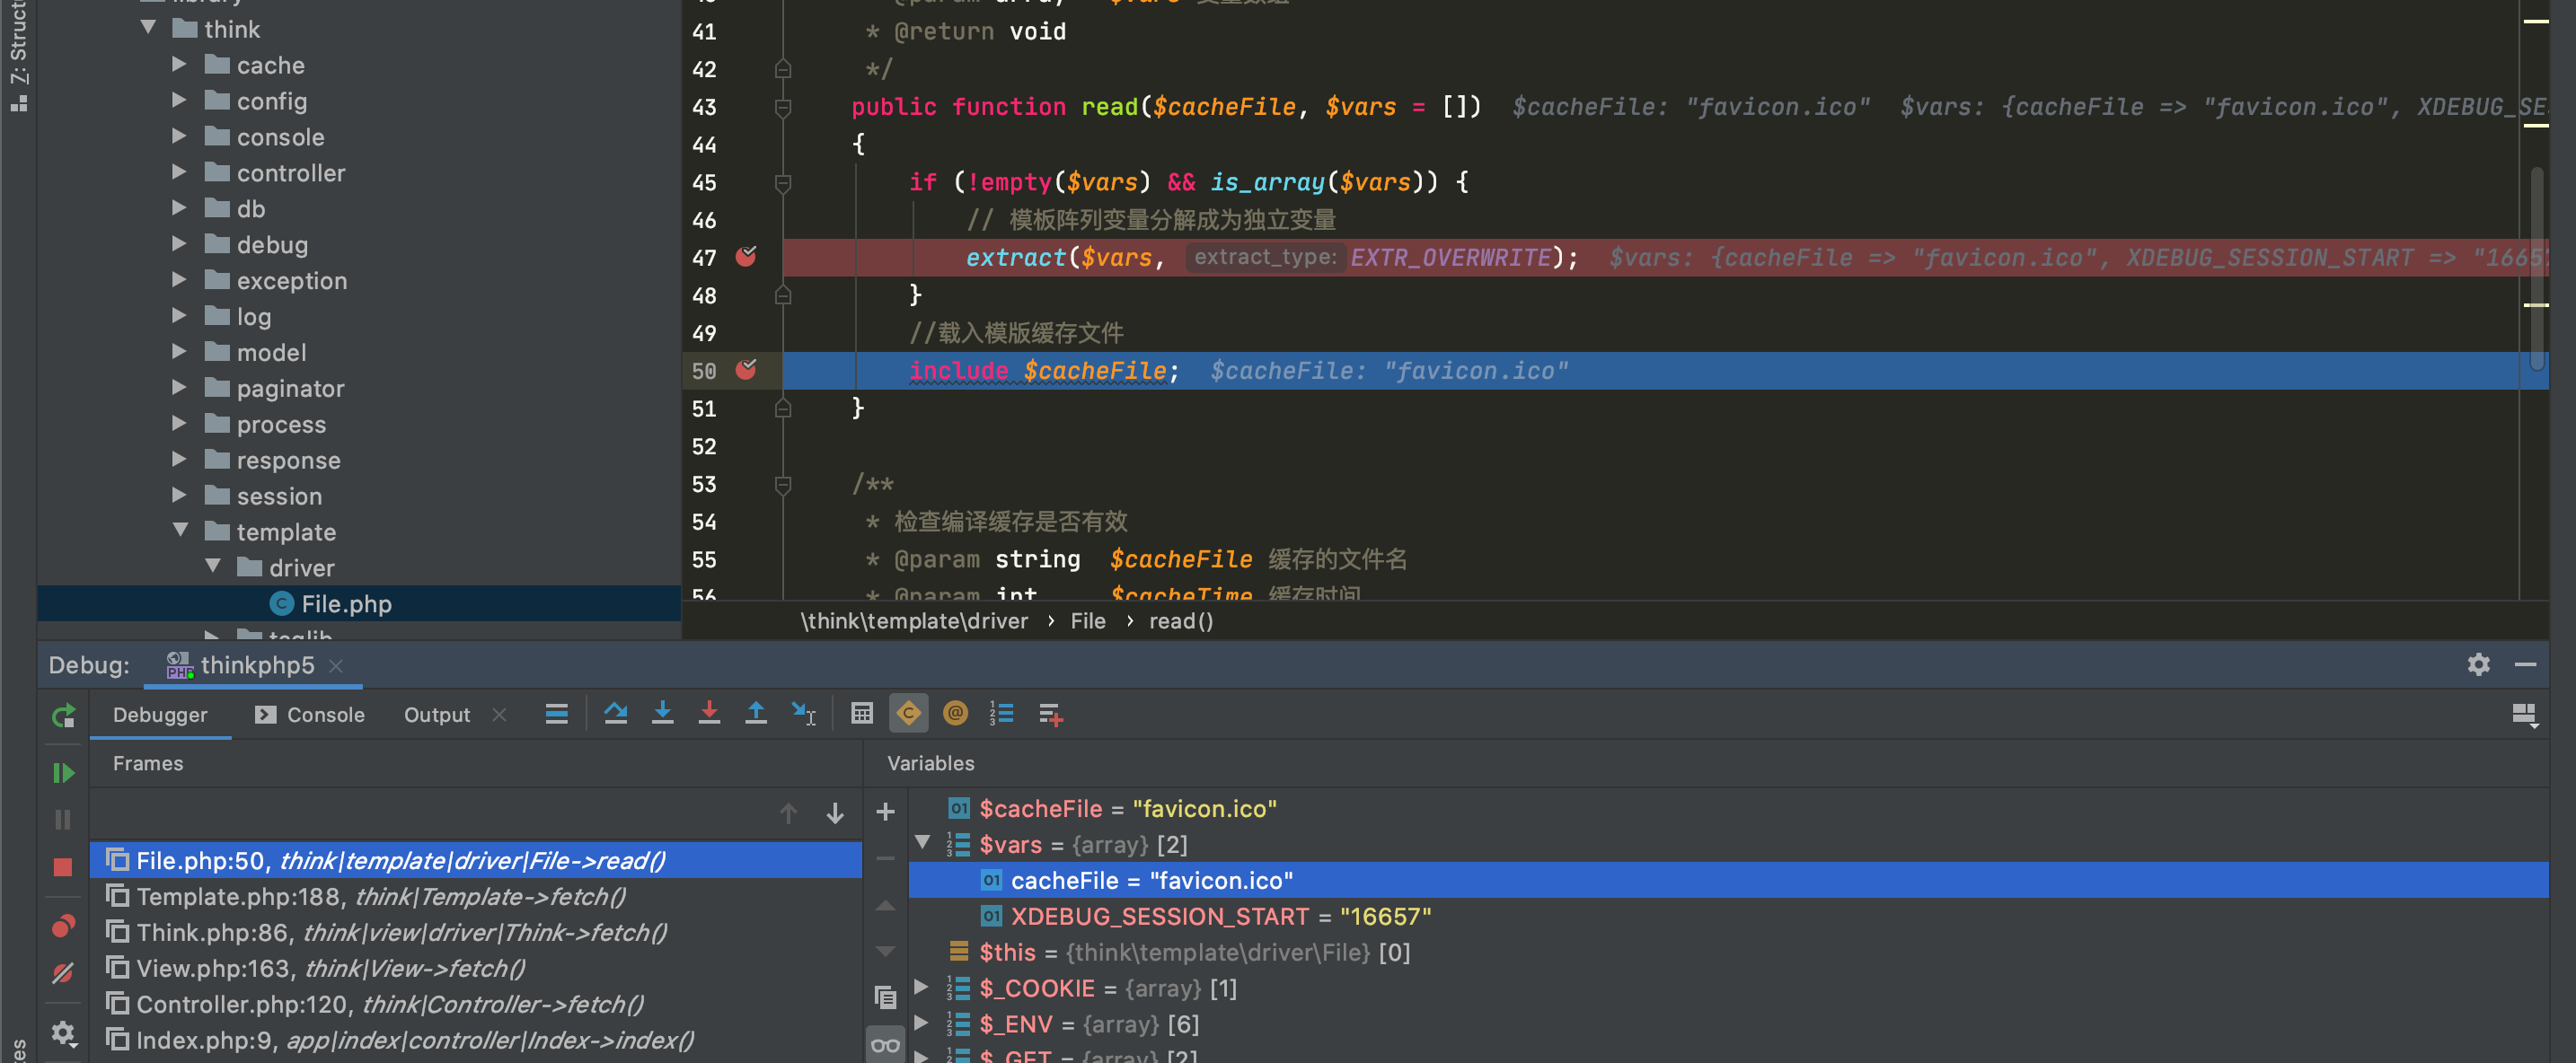 7: Struct
library
think
cache
config
console
controller
db
debug
exception
log
model
paginator
process
response
session
template
driver
File.php
taglib
41 * @return void
42 */
43 public function read($cacheFile, $vars = []) $cacheFile: "favicon.ico" $vars: {cacheFile => "favicon.ico", XDEBUG_SE
44 {
45 if (!empty($vars) && is_array($vars)) {
46 // 模板阵列变量分解成为独立变量
47 extract($vars, extract_type: EXTR_OVERWRITE); $vars: {cacheFile => "favicon.ico", XDEBUG_SESSION_START => "1665
48 }
49 //载入模版缓存文件
50 include $cacheFile; $cacheFile: "favicon.ico"
51 }
52
53 /**
54 * 检查编译缓存是否有效
55 * @param string $cacheFile 缓存的文件名
56 * @param int $cacheTime 缓存时间
\think\template\driver › File › read()
Debug: thinkphp5
Debugger Console Output
Frames
File.php:50, think|template|driver|File->read()
Template.php:188, think|Template->fetch()
Think.php:86, think|view|driver|Think->fetch()
View.php:163, think|View->fetch()
Controller.php:120, think|Controller->fetch()
Index.php:9, app|index|controller|Index->index()
Variables
$cacheFile = "favicon.ico"
$vars = {array} [2]
cacheFile = "favicon.ico"
XDEBUG_SESSION_START = "16657"
$this = {think\template\driver\File} [0]
$_COOKIE = {array} [1]
$_ENV = {array} [6]
$_GET = {array} [2]